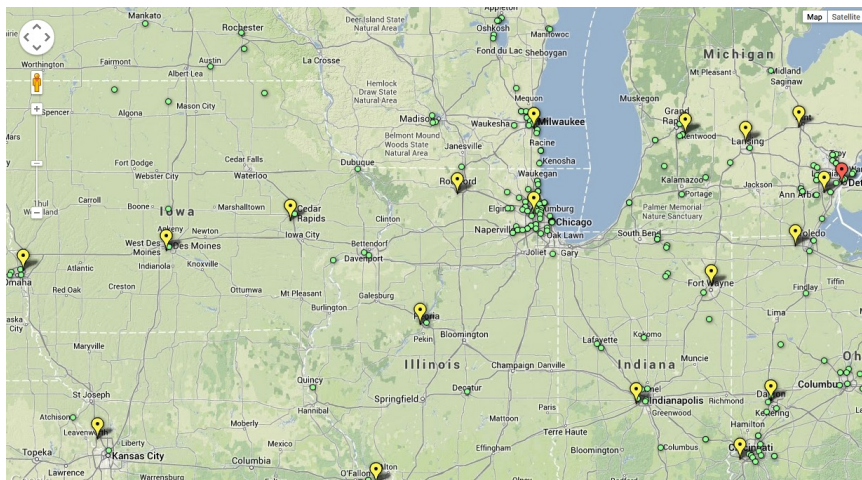 Mankato
Rochester
Deer Island State
Natural Area
Appleton
Oshkosh
Manitowoc
Map
Satellite
Fond du Lac
Sheboygan
Worthington
Fairmont
Austin
Albert Lea
La Crosse
Michigan
Mt Pleasant
Midland
Saginaw
Hemlock
Draw State
Natural Area
Mequon
Muskegon
Grand
Spencer
Algona
Mason City
Madison
Waukesha
Milwaukee
Lansing
Belmont Mound
Woods State
Natural Area
Janesville
Racine
Kenosha
Fort Dodge
Webster City
Cedar Falls
Waterloo
Dubuque
Waukegan
Kalamazoo
Portage
Jackson
Ann Arbor
Carroll
Boone
Iowa
Marshalltown
Cedar
Rapids
Clinton
Elgin
Chicago
Palmer Memorial
Nature Sanctuary
Ankeny
Newton
Iowa City
Naperville
Oak Lawn
South Bend
Toledo
West Des
Moines
Des Moines
Bettendorf
Davenport
Joliet
Gary
Omaha
Atlantic
Indianola
Knoxville
Red Oak
Creston
Ottumwa
Mt Pleasant
Galesburg
Fort Wayne
Findlay
Tiffin
Burlington
Lima
Pekin
Bloomington
Kokomo
Maryville
Lafayette
Illinois
Champaign
Danville
Indiana
Muncie
St Joseph
Quincy
Decatur
Springfield
Columbus
Hannibal
Indianapolis
Richmond
Dayton
Kettering
Atchison
Paris
Greenwood
Leavenworth
Moberly
Mattoon
Hamilton
Liberty
Mexico
Terre Haute
Topeka
Kansas City
Columbia
Effingham
Bloomington
Columbus
Cincinnati
Lawrence
Warrensburg
O'Fallon
Olney